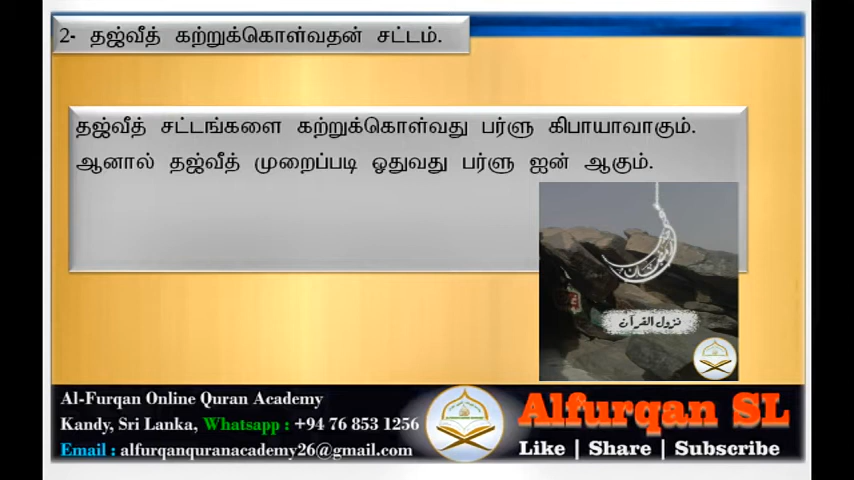 2- தஜ்வீத் கற்றுக்கொள்வதன் சட்டம்.
தஜ்வீத் சட்டங்களை கற்றுக்கொள்வது பர்ளு கிபாயாவாகும்.
ஆனால் தஜ்வீத் முறைப்படி ஓதுவது பர்ளு ஐன் ஆகும்.
نزول القرآن
Al-Furqan Online Quran Academy
Kandy, Sri Lanka, Whatsapp : +94 76 853 1256
Email : alfurqanquranacademy26@gmail.com
Alfurqan SL
Like | Share | Subscribe